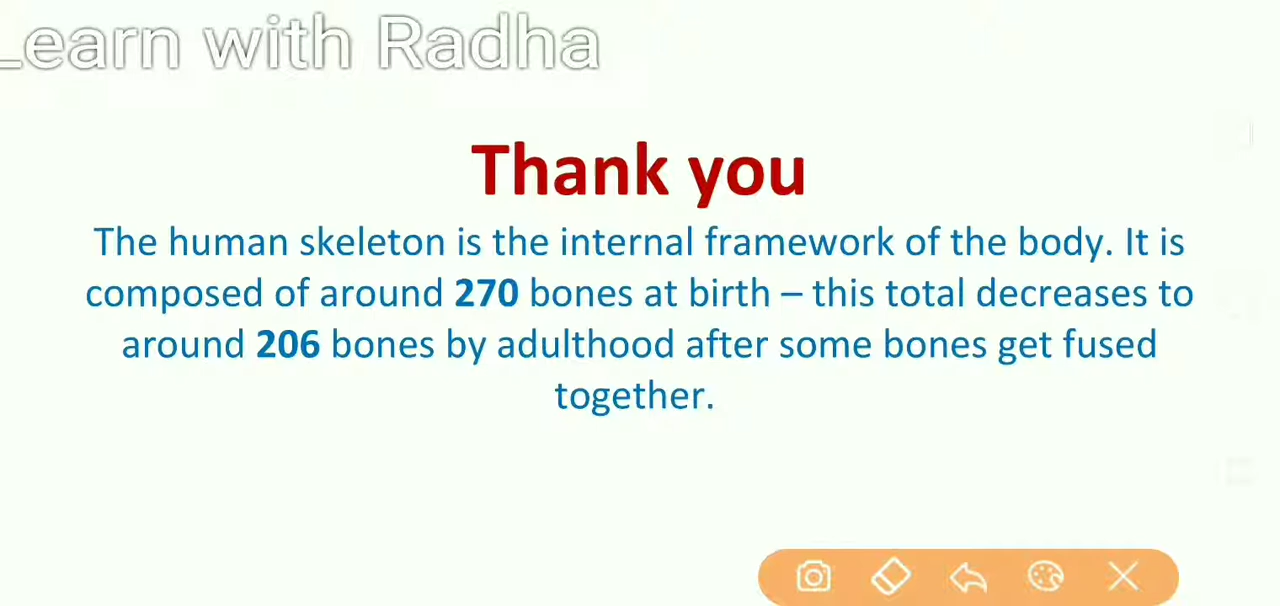 Learn with Radha
Thank you
The human skeleton is the internal framework of the body. It is
composed of around 270 bones at birth – this total decreases to
around 206 bones by adulthood after some bones get fused
together.